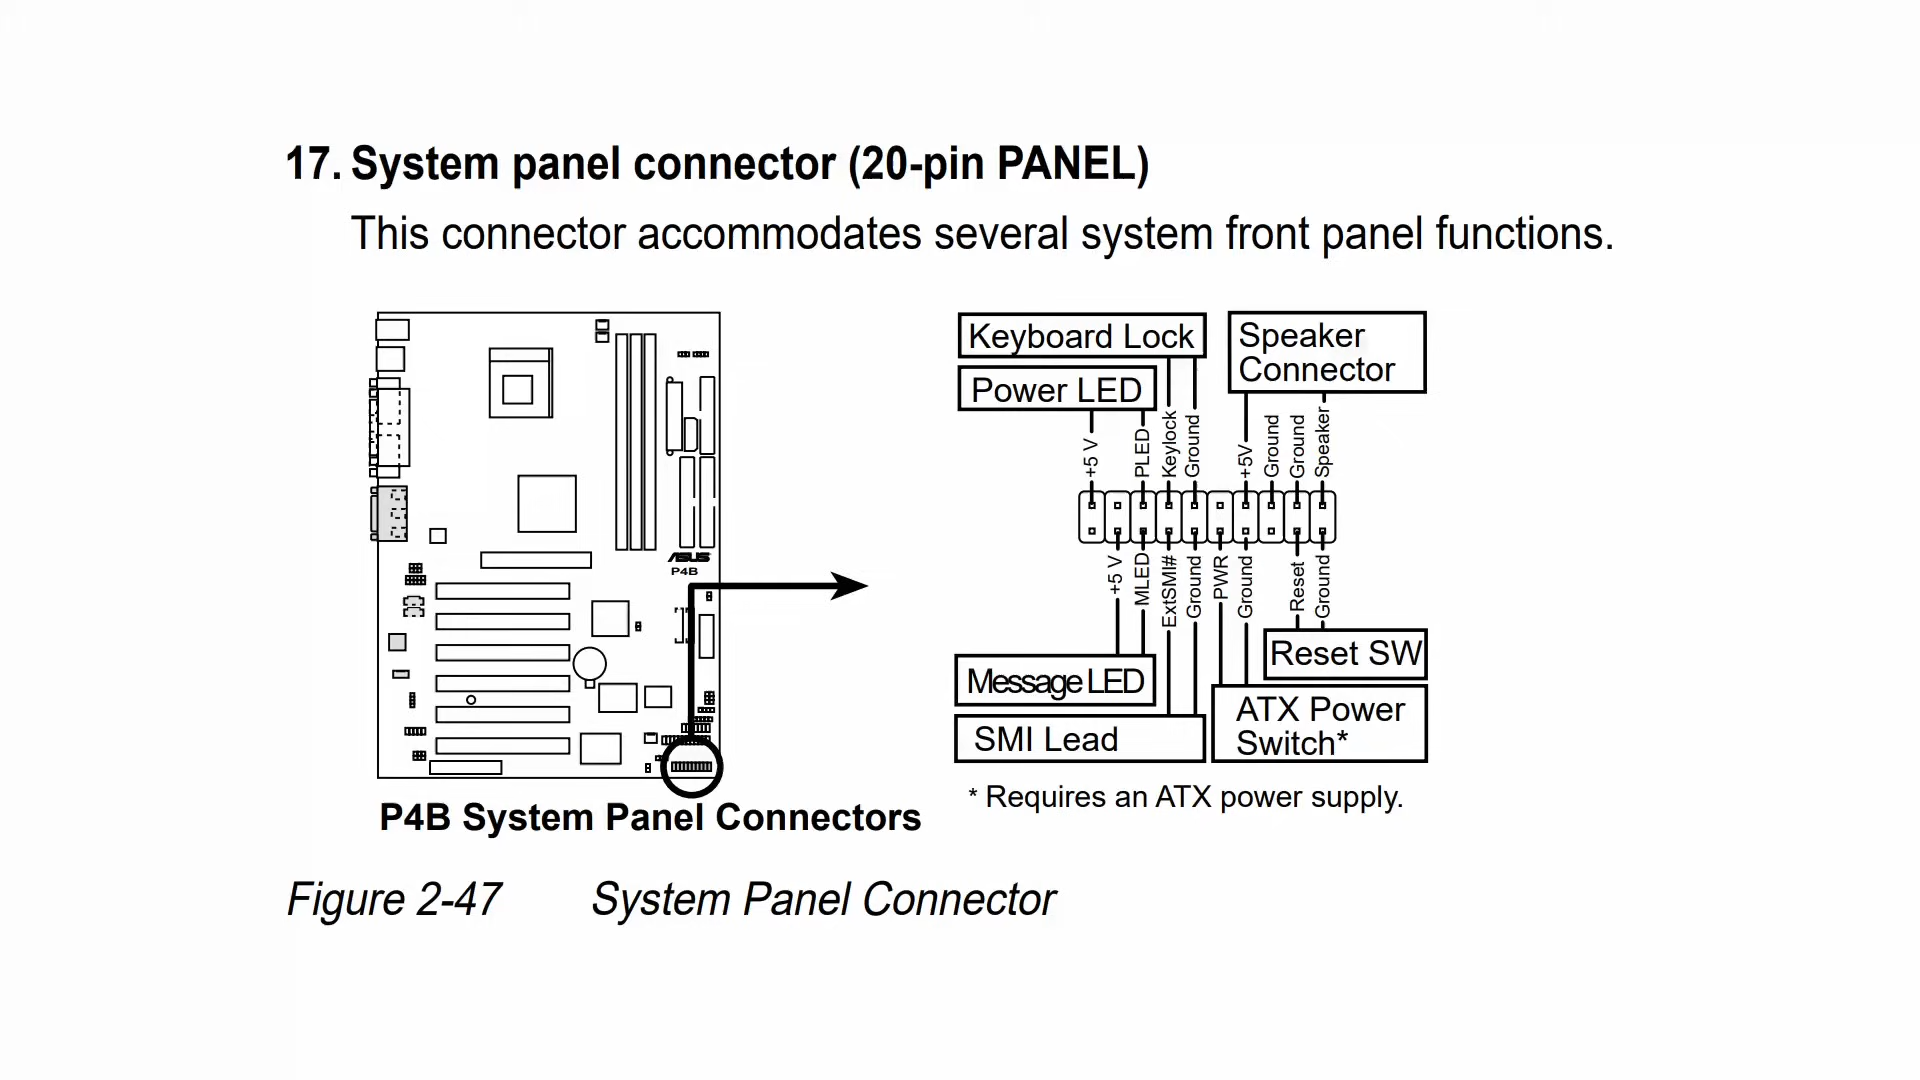 17. System panel connector (20-pin PANEL)
This connector accommodates several system front panel functions.
ASUS
P4B
Keyboard Lock
Power LED
Speaker
Connector
+5 V
PLED
Keylock
Ground
+5V
Ground
Ground
Speaker
+5 V
MLED
ExtSMI#
Ground
PWR
Ground
Reset
Ground
Message LED
SMI Lead
Reset SW
ATX Power
Switch*
* Requires an ATX power supply.
P4B System Panel Connectors
Figure 2-47 System Panel Connector